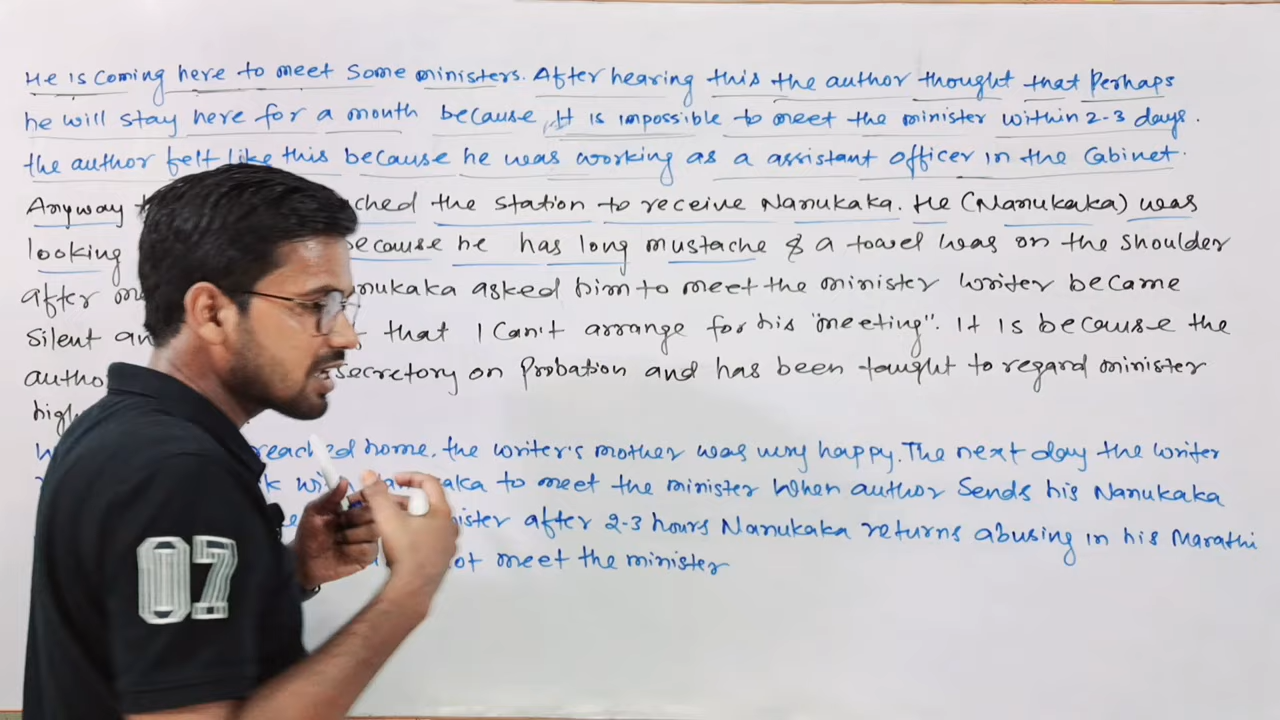 He is coming here to meet some ministers. After hearing this the author thought that Perhaps
he will stay here for a month because, It is impossible to meet the minister within 2-3 days.
the author felt like this because he was working as a assistant officer in the Cabinet.
Anyway ched the station to receive Nanukaka. He (Nanukaka) was
looking ecause he has long mustache & a towel was on the shoulder
after nukaka asked him to meet the minister writer became
silent an that I can't arrange for his "meeting". It is because the
autho secretory on Probation and has been taught to regard minister
high
reached home. the writer's mother was very happy. The next day the writer
k wi aka to meet the minister when author Sends his Nanukaka
ister after 2-3 hours Nanukaka returns abusing in his Marathi
ot meet the minister
07